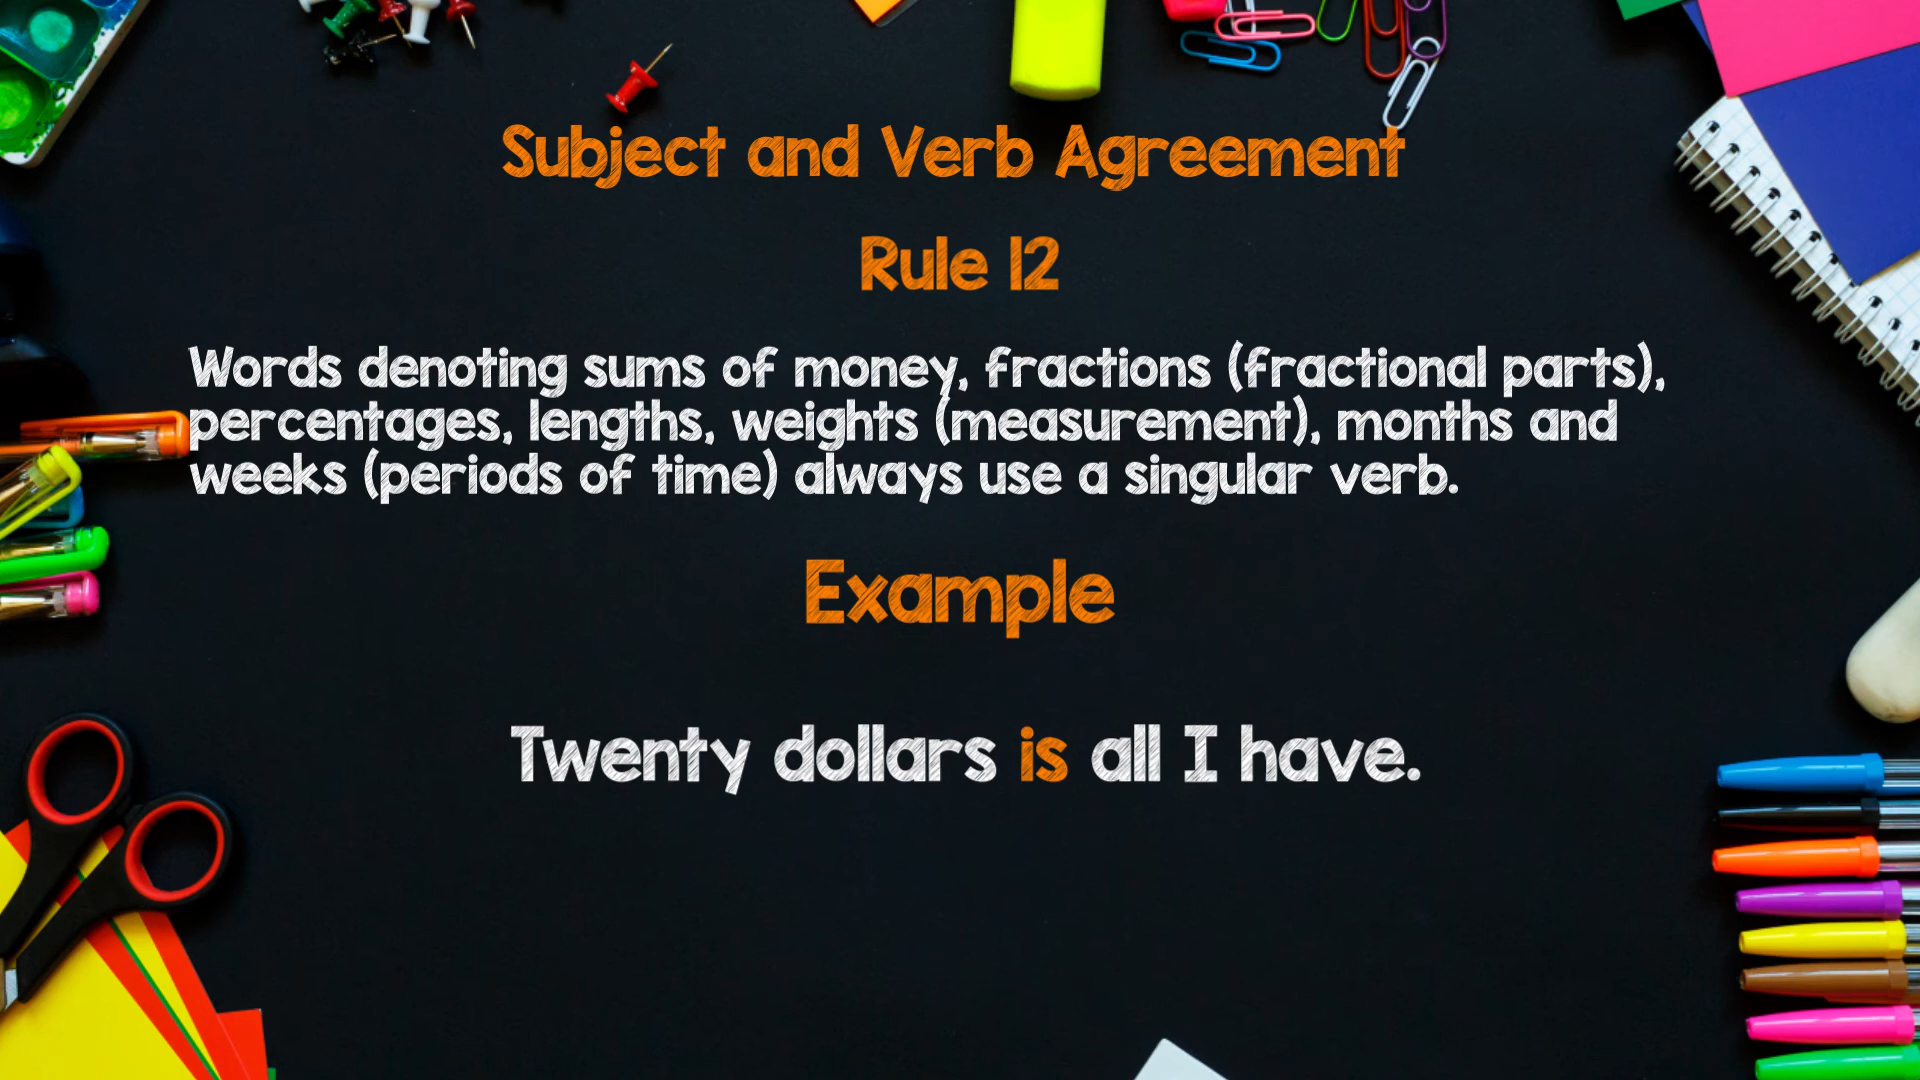 Subject and Verb Agreement
Rule 12
Words denoting sums of money, fractions (fractional parts),
percentages, lengths, weights (measurement), months and
weeks (periods of time) always use a singular verb.
Example
Twenty dollars is all I have.